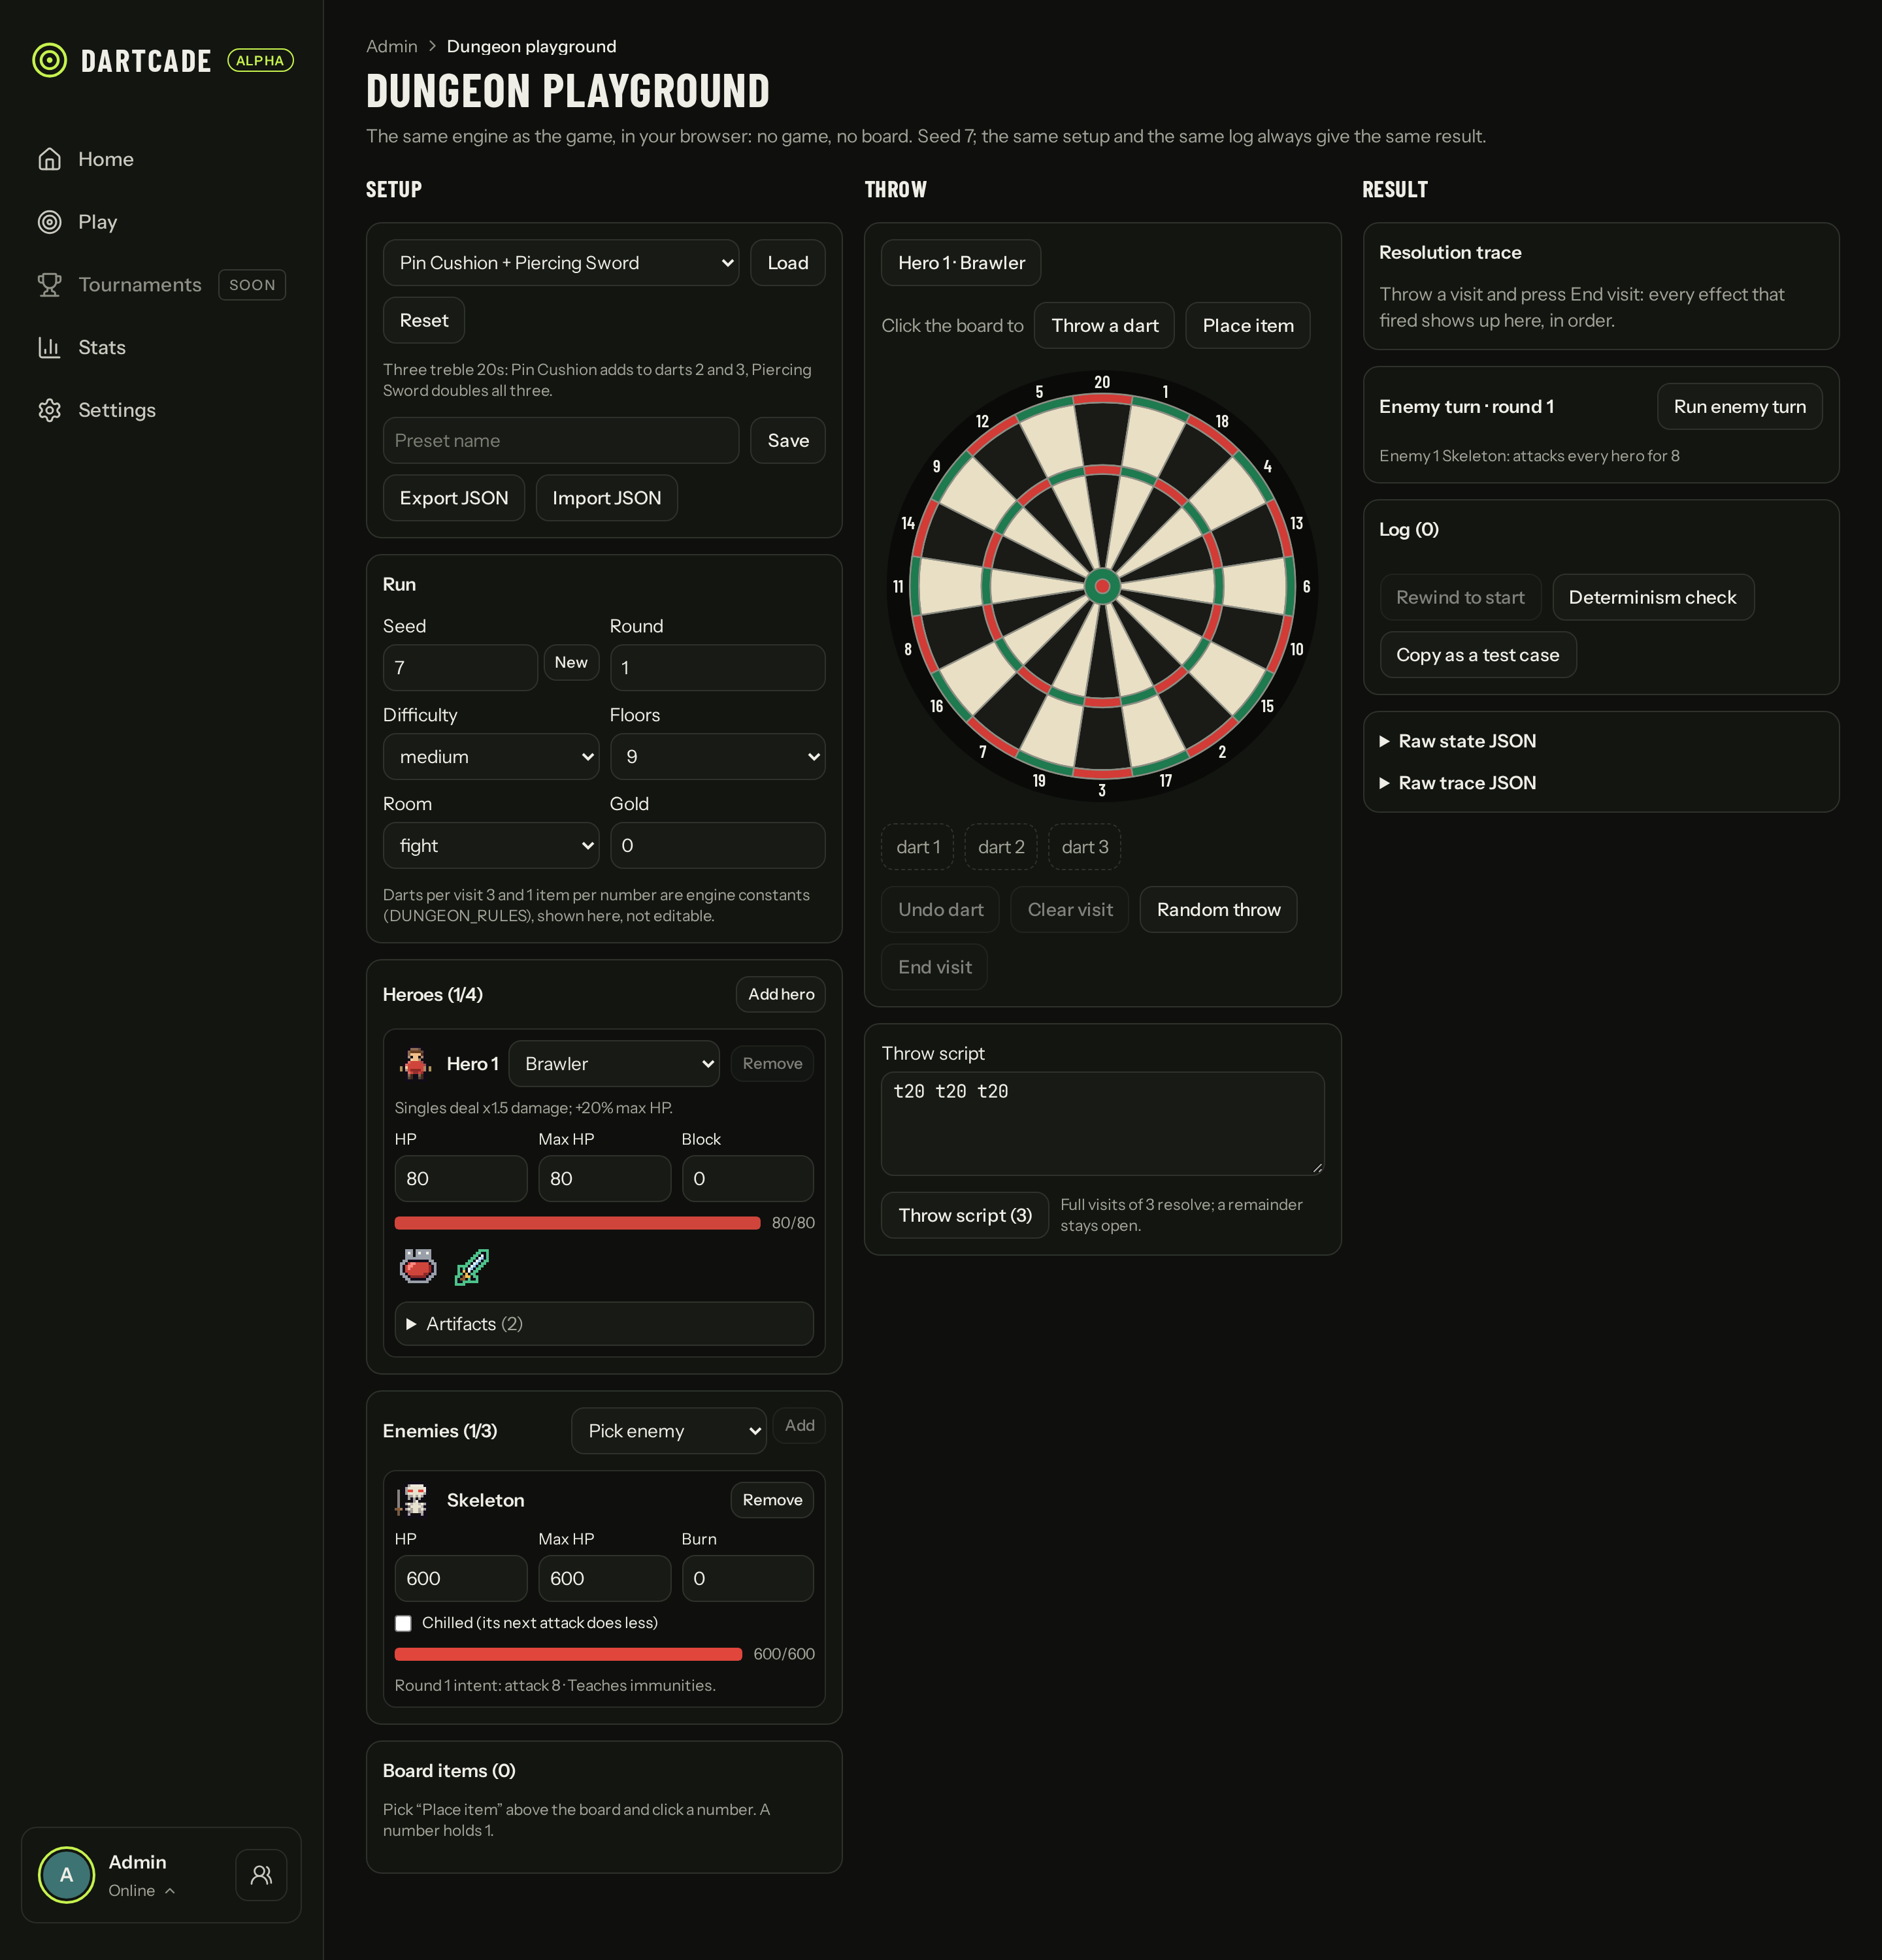 DARTCADE ALPHA
Home
Play
Tournaments SOON
Stats
Settings
A
Admin
Online
Admin > Dungeon playground
DUNGEON PLAYGROUND
The same engine as the game, in your browser: no game, no board. Seed 7; the same setup and the same log always give the same result.
SETUP
Pin Cushion + Piercing Sword
Load
Reset
Three treble 20s: Pin Cushion adds to darts 2 and 3, Piercing
Sword doubles all three.
Preset name
Save
Export JSON
Import JSON
Run
Seed
Round
7
New
1
Difficulty
Floors
medium
9
Room
Gold
fight
0
Darts per visit 3 and 1 item per number are engine constants
(DUNGEON_RULES), shown here, not editable.
Heroes (1/4)
Add hero
Hero 1
Brawler
Remove
Singles deal x1.5 damage; +20% max HP.
HP
Max HP
Block
80
80
0
80/80
Artifacts (2)
Enemies (1/3)
Pick enemy
Add
Skeleton
Remove
HP
Max HP
Burn
600
600
0
Chilled (its next attack does less)
600/600
Round 1 intent: attack 8 · Teaches immunities.
Board items (0)
Pick “Place item” above the board and click a number. A
number holds 1.
THROW
Hero 1 · Brawler
Click the board to
Throw a dart
Place item
20
1
18
4
13
6
10
15
2
17
3
19
7
16
8
11
14
9
12
5
dart 1
dart 2
dart 3
Undo dart
Clear visit
Random throw
End visit
Throw script
t20 t20 t20
Throw script (3)
Full visits of 3 resolve; a remainder
stays open.
RESULT
Resolution trace
Throw a visit and press End visit: every effect that
fired shows up here, in order.
Enemy turn · round 1
Run enemy turn
Enemy 1 Skeleton: attacks every hero for 8
Log (0)
Rewind to start
Determinism check
Copy as a test case
Raw state JSON
Raw trace JSON